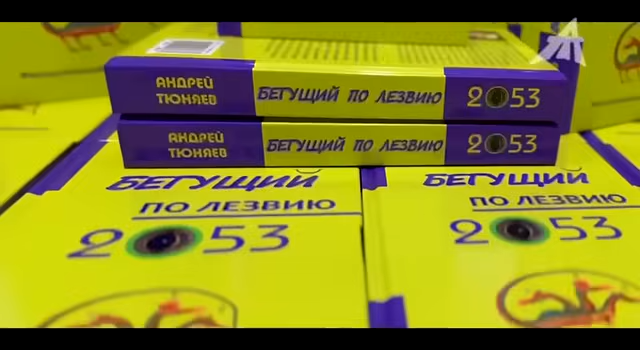 АНДРЕЙ
ТЮНЯЕВ
БЕГУЩИЙ ПО ЛЕЗВИЮ
2053
АНДРЕЙ
ТЮНЯЕВ
БЕГУЩИЙ ПО ЛЕЗВИЮ
2053
БЕГУЩИЙ
ПО ЛЕЗВИЮ
2053
БЕГУЩИЙ
ПО ЛЕЗВИЮ
2053